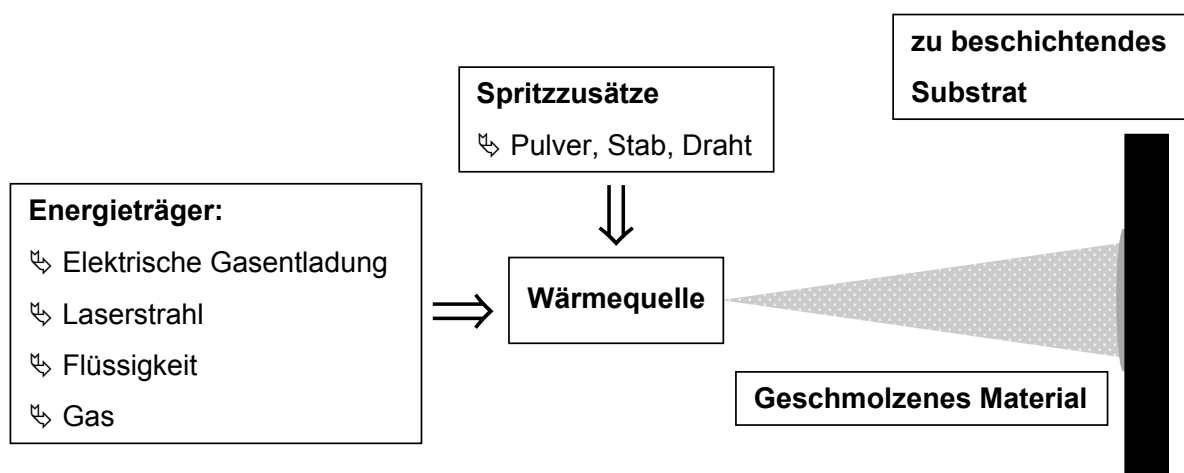 zu beschichtendes
Substrat
Spritzzusätze
⮱ Pulver, Stab, Draht
Energieträger:
⮱ Elektrische Gasentladung
⮱ Laserstrahl
⮱ Flüssigkeit
⮱ Gas
Wärmequelle
Geschmolzenes Material